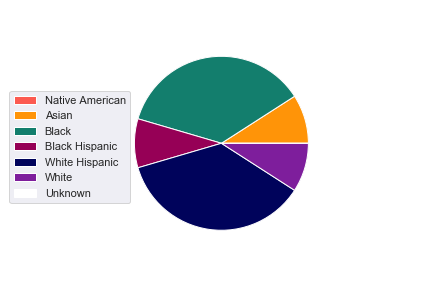 Native American
Asian
Black
Black Hispanic
White Hispanic
White
Unknown